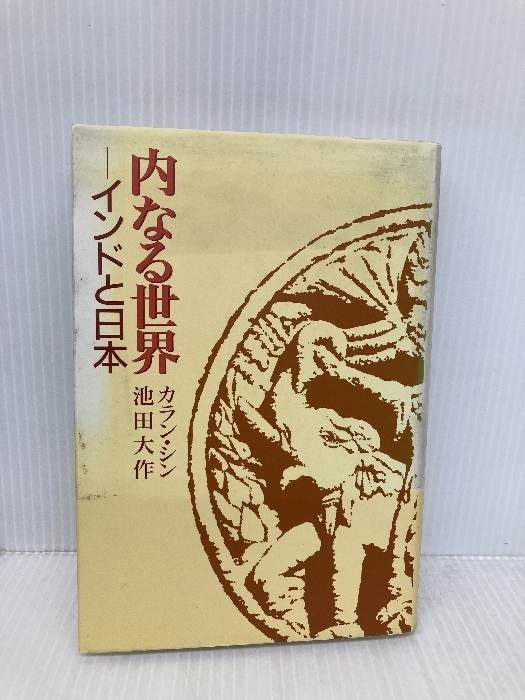 内なる世界
―インドと日本
カラン・シン
池田大作